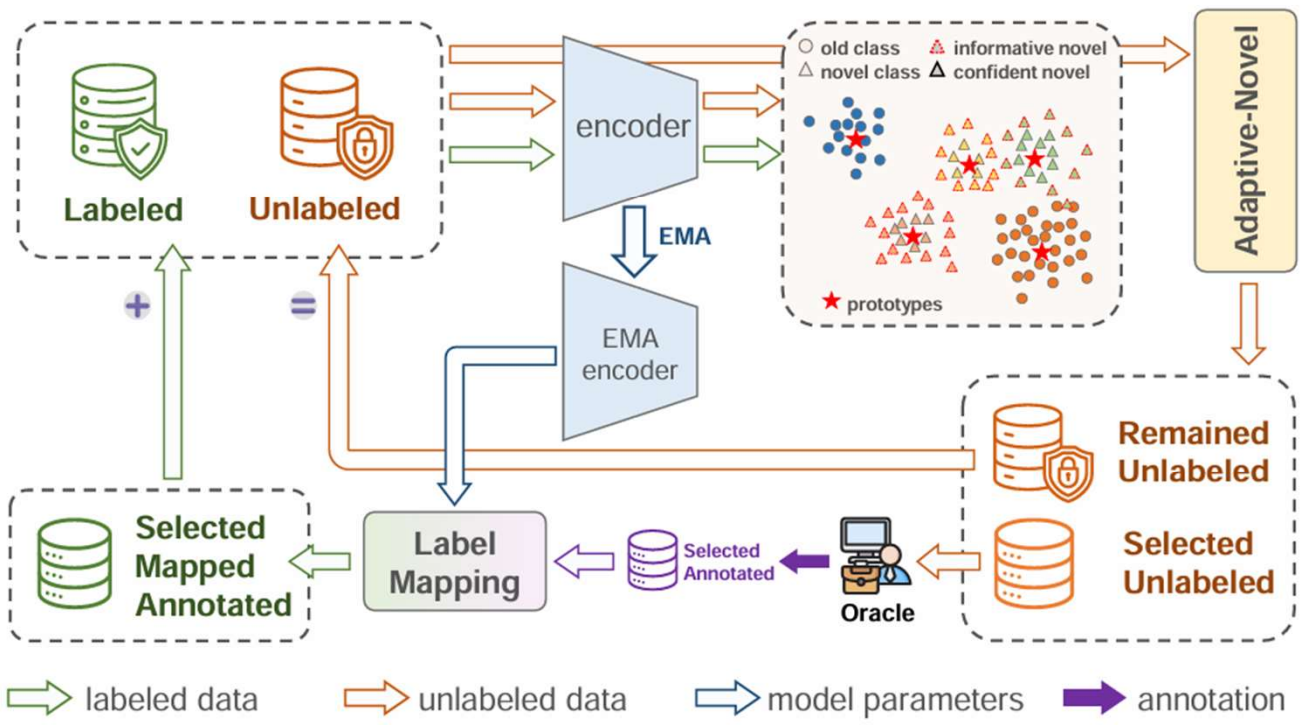 Labeled
Unlabeled
encoder
EMA
EMA
encoder
old class
informative novel
novel class
confident novel
prototypes
Adaptive-Novel
Remained
Unlabeled
Selected
Unlabeled
Oracle
Selected
Annotated
Label
Mapping
Selected
Mapped
Annotated
+
=
labeled data
unlabeled data
model parameters
annotation